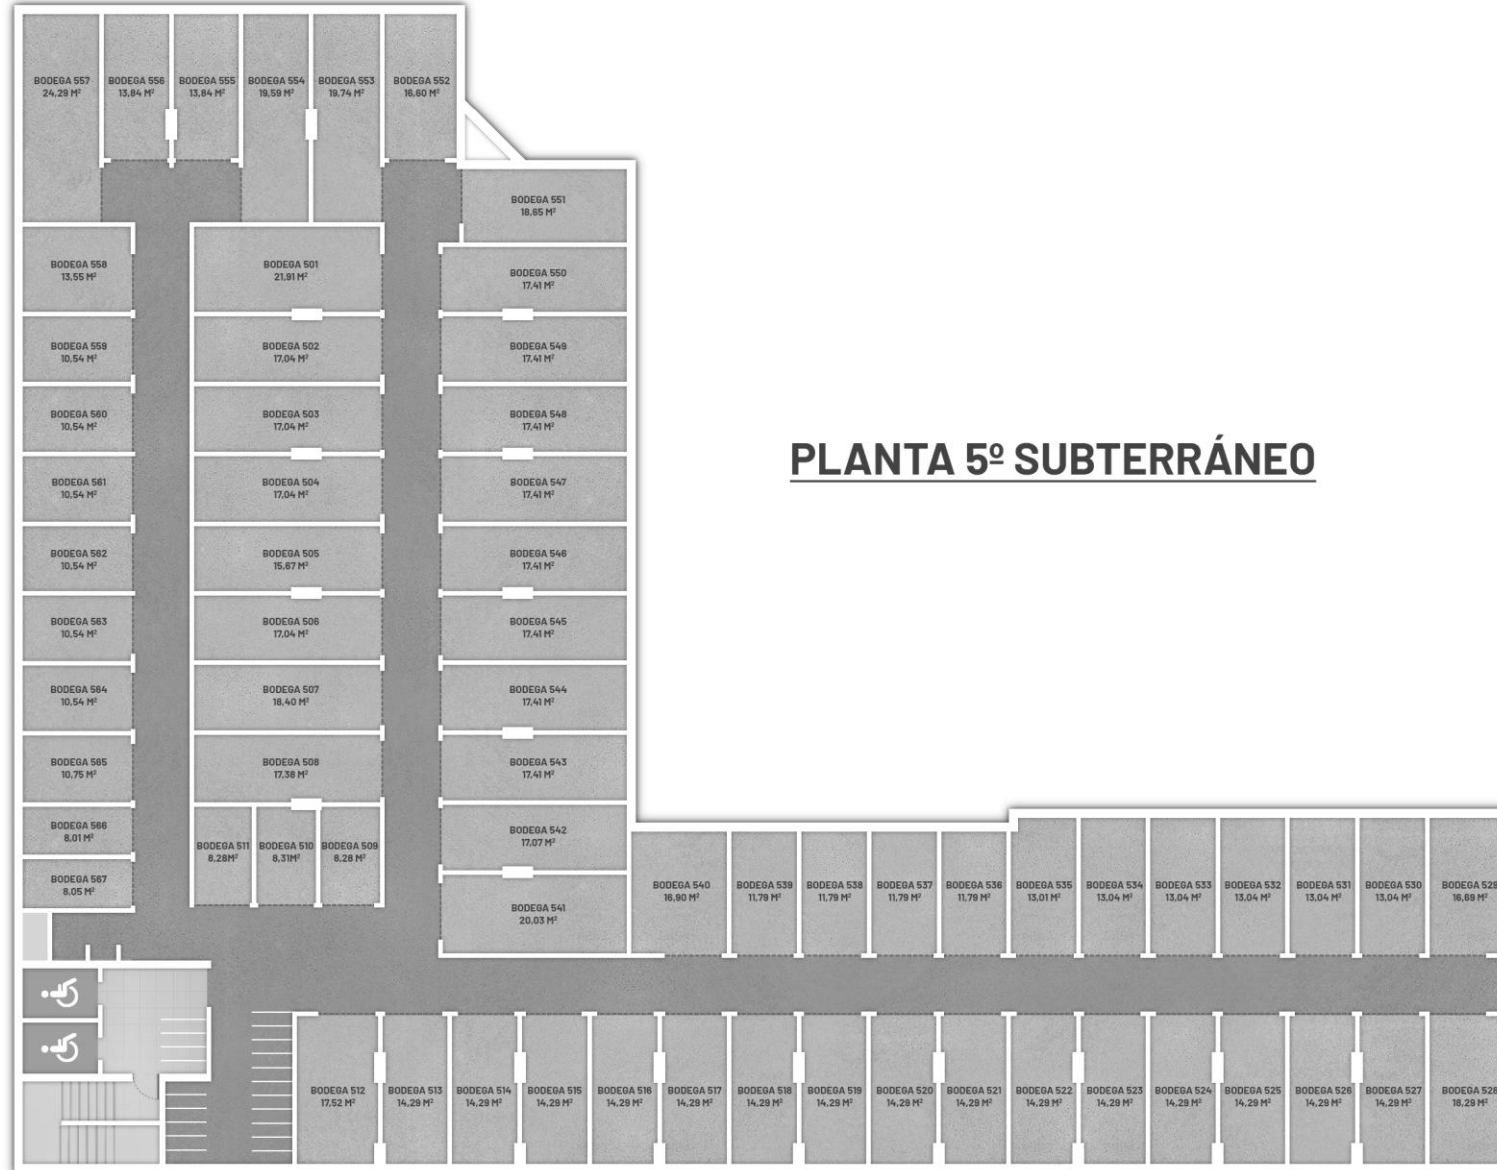 BODEGA 557
24,29 M²
BODEGA 556
13,84 M²
BODEGA 555
13,84 M²
BODEGA 554
19,59 M²
BODEGA 553
19,74 M²
BODEGA 552
16,60 M²
BODEGA 551
18,65 M²
BODEGA 558
13,55 M²
BODEGA 501
21,91 M²
BODEGA 550
17,41 M²
BODEGA 559
10,54 M²
BODEGA 502
17,04 M²
BODEGA 549
17,41 M²
BODEGA 560
10,54 M²
BODEGA 503
17,04 M²
BODEGA 548
17,41 M²
PLANTA 5º SUBTERRÁNEO
BODEGA 561
10,54 M²
BODEGA 504
17,04 M²
BODEGA 547
17,41 M²
BODEGA 562
10,54 M²
BODEGA 505
15,67 M²
BODEGA 546
17,41 M²
BODEGA 563
10,54 M²
BODEGA 506
17,04 M²
BODEGA 545
17,41 M²
BODEGA 564
10,54 M²
BODEGA 507
18,40 M²
BODEGA 544
17,41 M²
BODEGA 565
10,75 M²
BODEGA 508
17,38 M²
BODEGA 543
17,41 M²
BODEGA 566
8,01 M²
BODEGA 542
17,07 M²
BODEGA 511
8,28M²
BODEGA 510
8,31M²
BODEGA 509
8,28 M²
BODEGA 567
8,05 M²
BODEGA 541
20,03 M²
BODEGA 540
16,90 M²
BODEGA 539
11,79 M²
BODEGA 538
11,79 M²
BODEGA 537
11,79 M²
BODEGA 536
11,79 M²
BODEGA 535
13,01 M²
BODEGA 534
13,04 M²
BODEGA 533
13,04 M²
BODEGA 532
13,04 M²
BODEGA 531
13,04 M²
BODEGA 530
13,04 M²
BODEGA 529
16,69 M²
BODEGA 512
17,52 M²
BODEGA 513
14,29 M²
BODEGA 514
14,29 M²
BODEGA 515
14,29 M²
BODEGA 516
14,29 M²
BODEGA 517
14,29 M²
BODEGA 518
14,29 M²
BODEGA 519
14,29 M²
BODEGA 520
14,29 M²
BODEGA 521
14,29 M²
BODEGA 522
14,29 M²
BODEGA 523
14,29 M²
BODEGA 524
14,29 M²
BODEGA 525
14,29 M²
BODEGA 526
14,29 M²
BODEGA 527
14,29 M²
BODEGA 528
18,29 M²